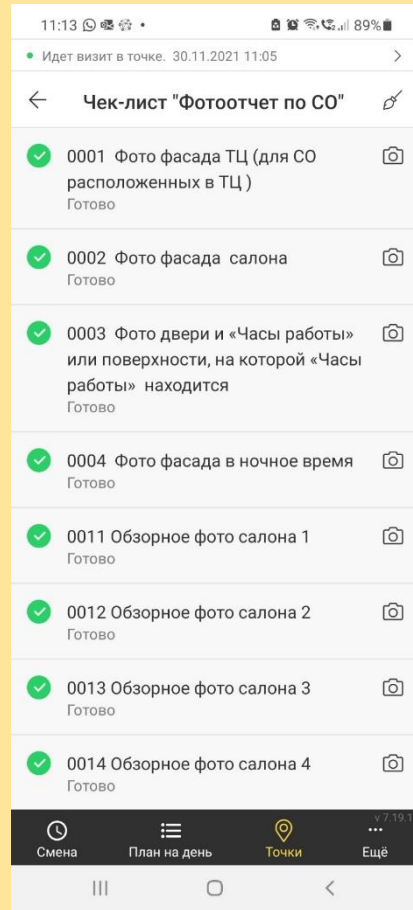 11:13 89%
Идет визит в точке. 30.11.2021 11:05
Чек-лист "Фотоотчет по СО"
0001 Фото фасада ТЦ (для СО
расположенных в ТЦ )
Готово
0002 Фото фасада салона
Готово
0003 Фото двери и «Часы работы»
или поверхности, на которой «Часы
работы» находится
Готово
0004 Фото фасада в ночное время
Готово
0011 Обзорное фото салона 1
Готово
0012 Обзорное фото салона 2
Готово
0013 Обзорное фото салона 3
Готово
0014 Обзорное фото салона 4
Готово
v 7.19.1
Смена План на день Точки Ещё